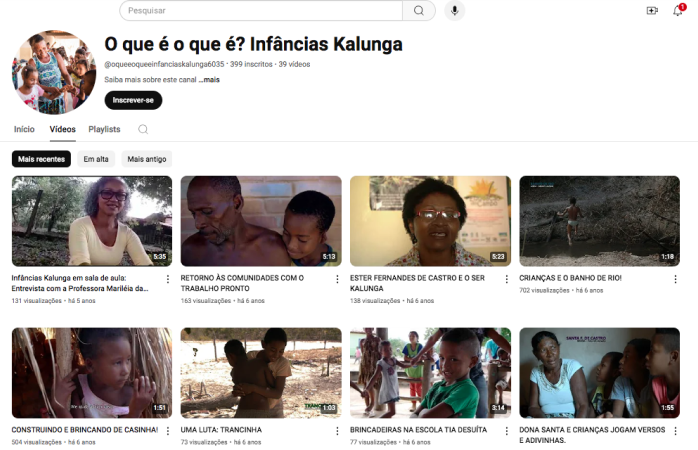 Pesquisar
1
O que é o que é? Infâncias Kalunga
@oqueeoqueeinfanciaskalunga6035 • 399 inscritos • 39 vídeos
Saiba mais sobre este canal ...mais
Inscrever-se
Início Vídeos Playlists
Mais recentes Em alta Mais antigo
5:35 5:13 5:23 1:18
Infâncias Kalunga em sala de aula:
Entrevista com a Professora Mariléia da...
131 visualizações • há 5 anos
RETORNO ÀS COMUNIDADES COM O
TRABALHO PRONTO
163 visualizações • há 6 anos
ESTER FERNANDES DE CASTRO E O SER
KALUNGA
138 visualizações • há 6 anos
CRIANÇAS E O BANHO DE RIO!
702 visualizações • há 6 anos
1:51
TRANC
1:03
3:14
1:55
CONSTRUINDO E BRINCANDO DE CASINHA!
504 visualizações • há 6 anos
UMA LUTA: TRANCINHA
73 visualizações • há 6 anos
BRINCADEIRAS NA ESCOLA TIA DESUÍTA
77 visualizações • há 6 anos
DONA SANTA E CRIANÇAS JOGAM VERSOS
E ADIVINHAS.